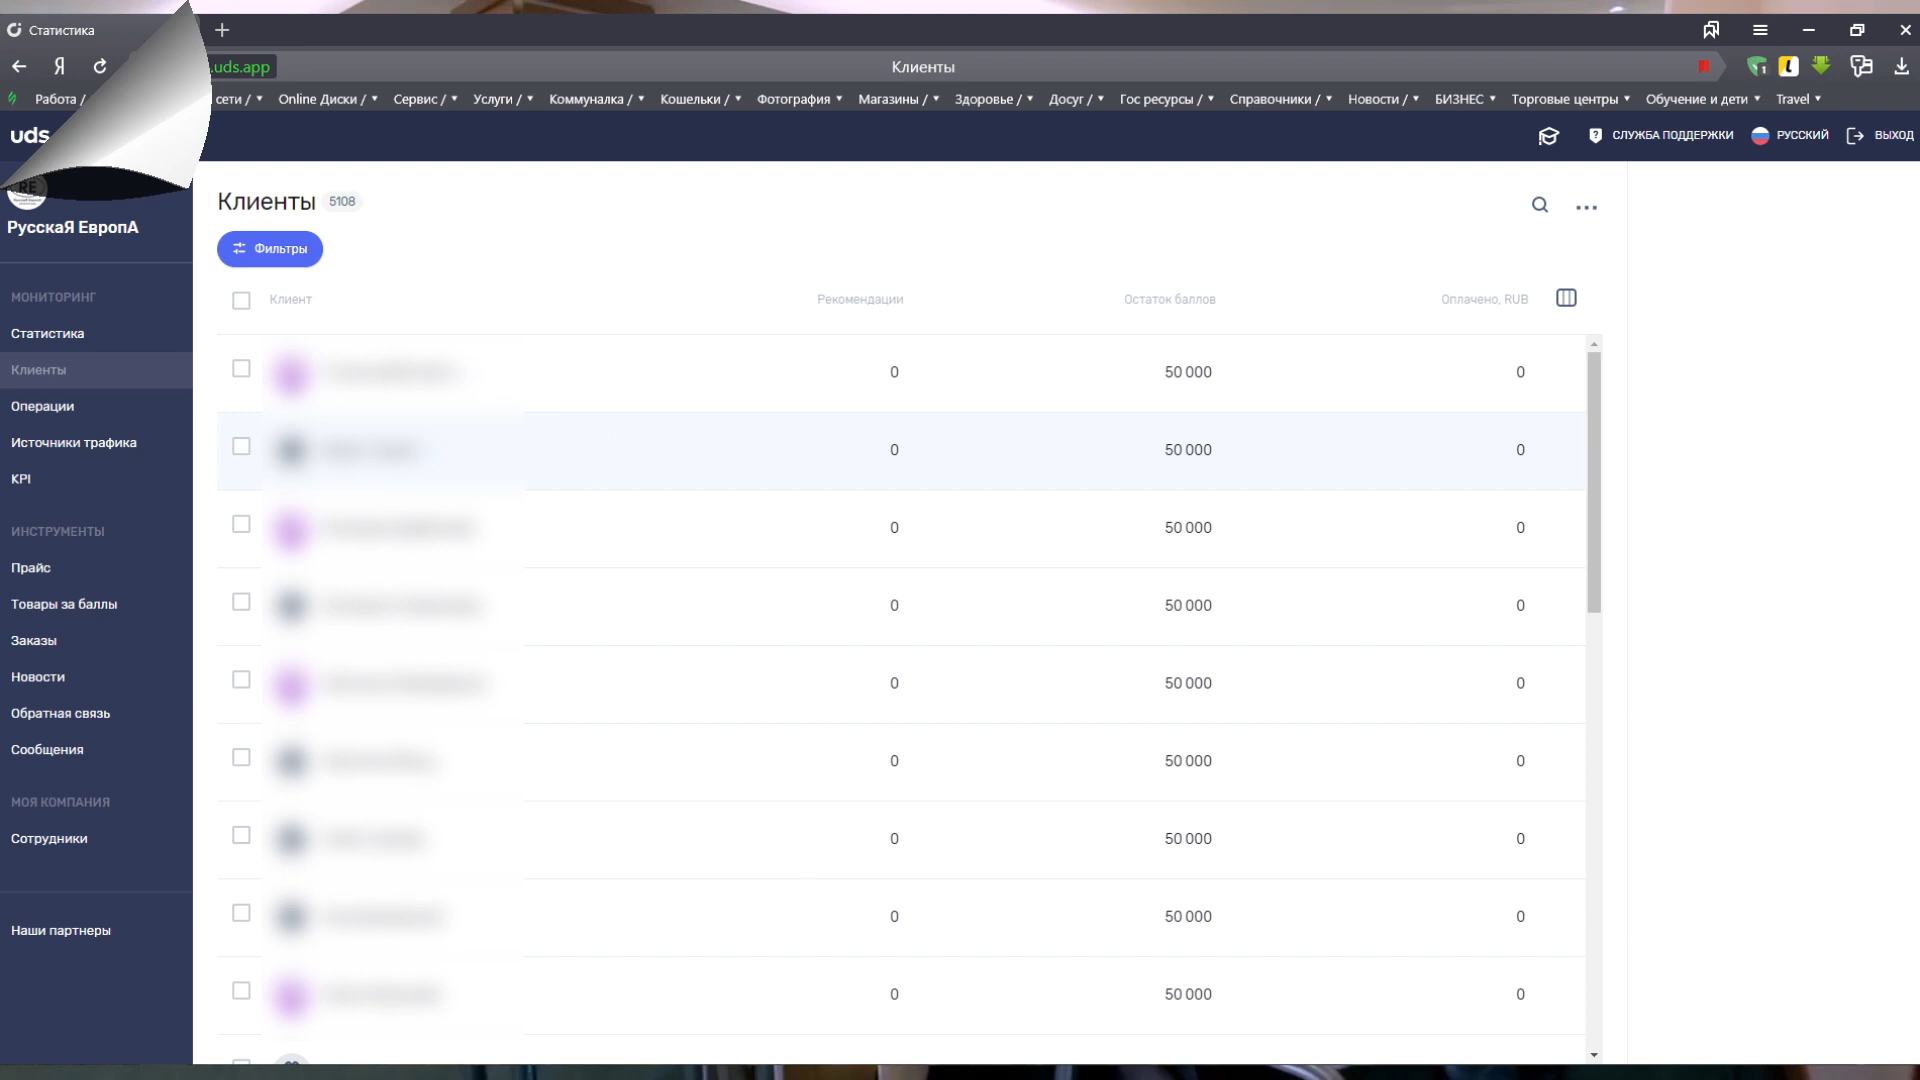 Статистика
.uds.app
Клиенты
Работа /
сети /
Online Диски /
Сервис /
Услуги /
Коммуналка /
Кошельки /
Фотография
Магазины /
Здоровье /
Досуг /
Гос ресурсы /
Справочники /
Новости /
БИЗНЕС
Торговые центры
Обучение и дети
Travel
uds
СЛУЖБА ПОДДЕРЖКИ
РУССКИЙ
ВЫХОД
RE
РусскаЯ ЕвропА
МОНИТОРИНГ
Статистика
Клиенты
Операции
Источники трафика
KPI
ИНСТРУМЕНТЫ
Прайс
Товары за баллы
Заказы
Новости
Обратная связь
Сообщения
МОЯ КОМПАНИЯ
Сотрудники
Наши партнеры
Клиенты 5108
Фильтры
Клиент Рекомендации Остаток баллов Оплачено, RUB
0 50 000 0
0 50 000 0
0 50 000 0
0 50 000 0
0 50 000 0
0 50 000 0
0 50 000 0
0 50 000 0
0 50 000 0